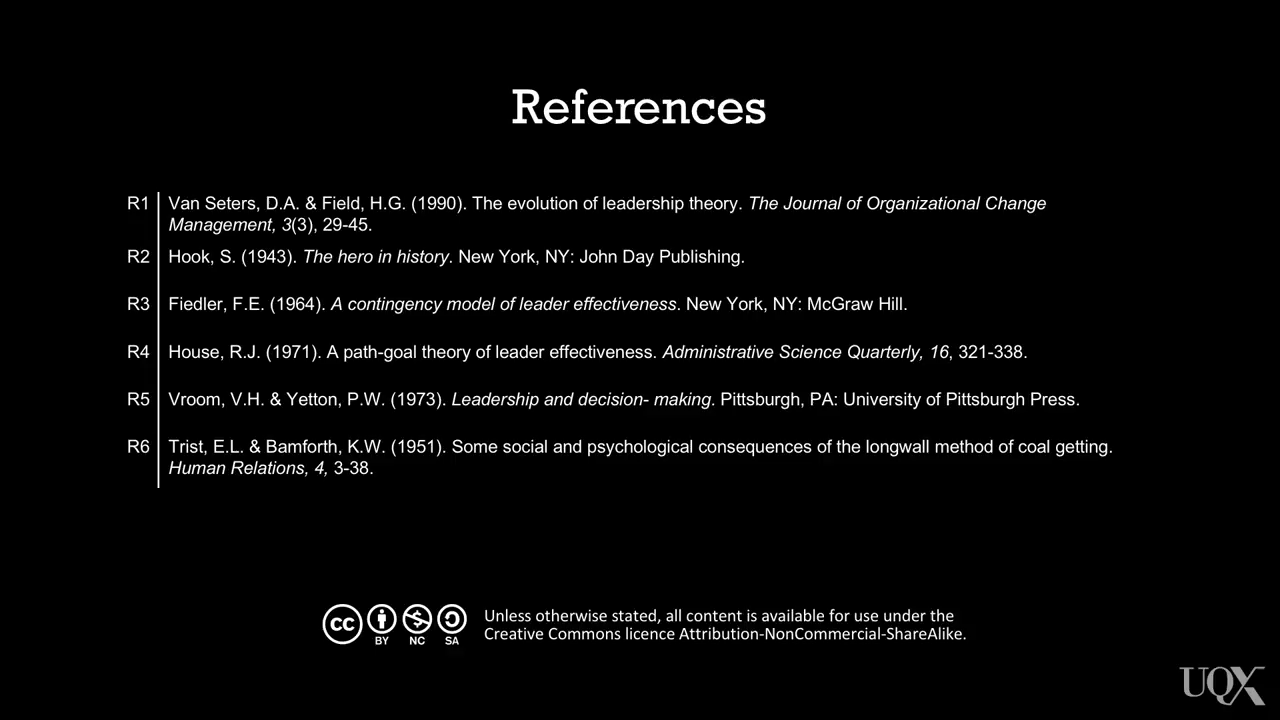 References
R1 Van Seters, D.A. & Field, H.G. (1990). The evolution of leadership theory. The Journal of Organizational Change
Management, 3(3), 29-45.
R2 Hook, S. (1943). The hero in history. New York, NY: John Day Publishing.
R3 Fiedler, F.E. (1964). A contingency model of leader effectiveness. New York, NY: McGraw Hill.
R4 House, R.J. (1971). A path-goal theory of leader effectiveness. Administrative Science Quarterly, 16, 321-338.
R5 Vroom, V.H. & Yetton, P.W. (1973). Leadership and decision- making. Pittsburgh, PA: University of Pittsburgh Press.
R6 Trist, E.L. & Bamforth, K.W. (1951). Some social and psychological consequences of the longwall method of coal getting.
Human Relations, 4, 3-38.
cc BY NC SA
Unless otherwise stated, all content is available for use under the
Creative Commons licence Attribution-NonCommercial-ShareAlike.
UQX